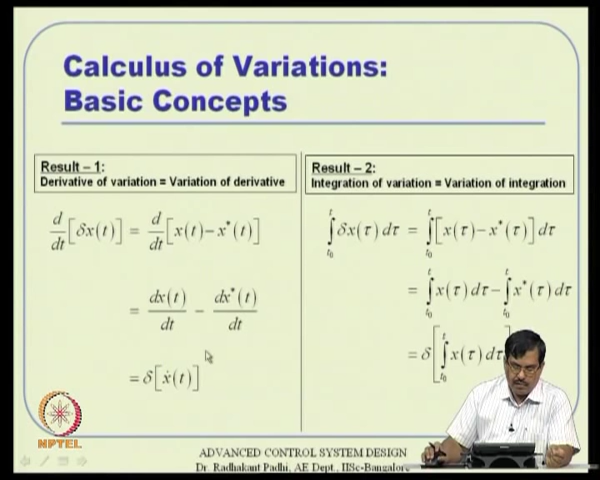 Calculus of Variations:
Basic Concepts
Result – 1:
Derivative of variation = Variation of derivative
d/dt [δx(t)] = d/dt [x(t) − x*(t)]
= dx(t)/dt − dx*(t)/dt
= δ[ẋ(t)]
Result – 2:
Integration of variation = Variation of integration
∫_{t₀}^{t} δx(τ) dτ = ∫_{t₀}^{t} [x(τ) − x*(τ)] dτ
= ∫_{t₀}^{t} x(τ) dτ − ∫_{t₀}^{t} x*(τ) dτ
= δ[∫_{t₀}^{t} x(τ) dτ]
NPTEL
ADVANCED CONTROL SYSTEM DESIGN
Dr. Radhakant Padhi, AE Dept., IISc-Bangalore